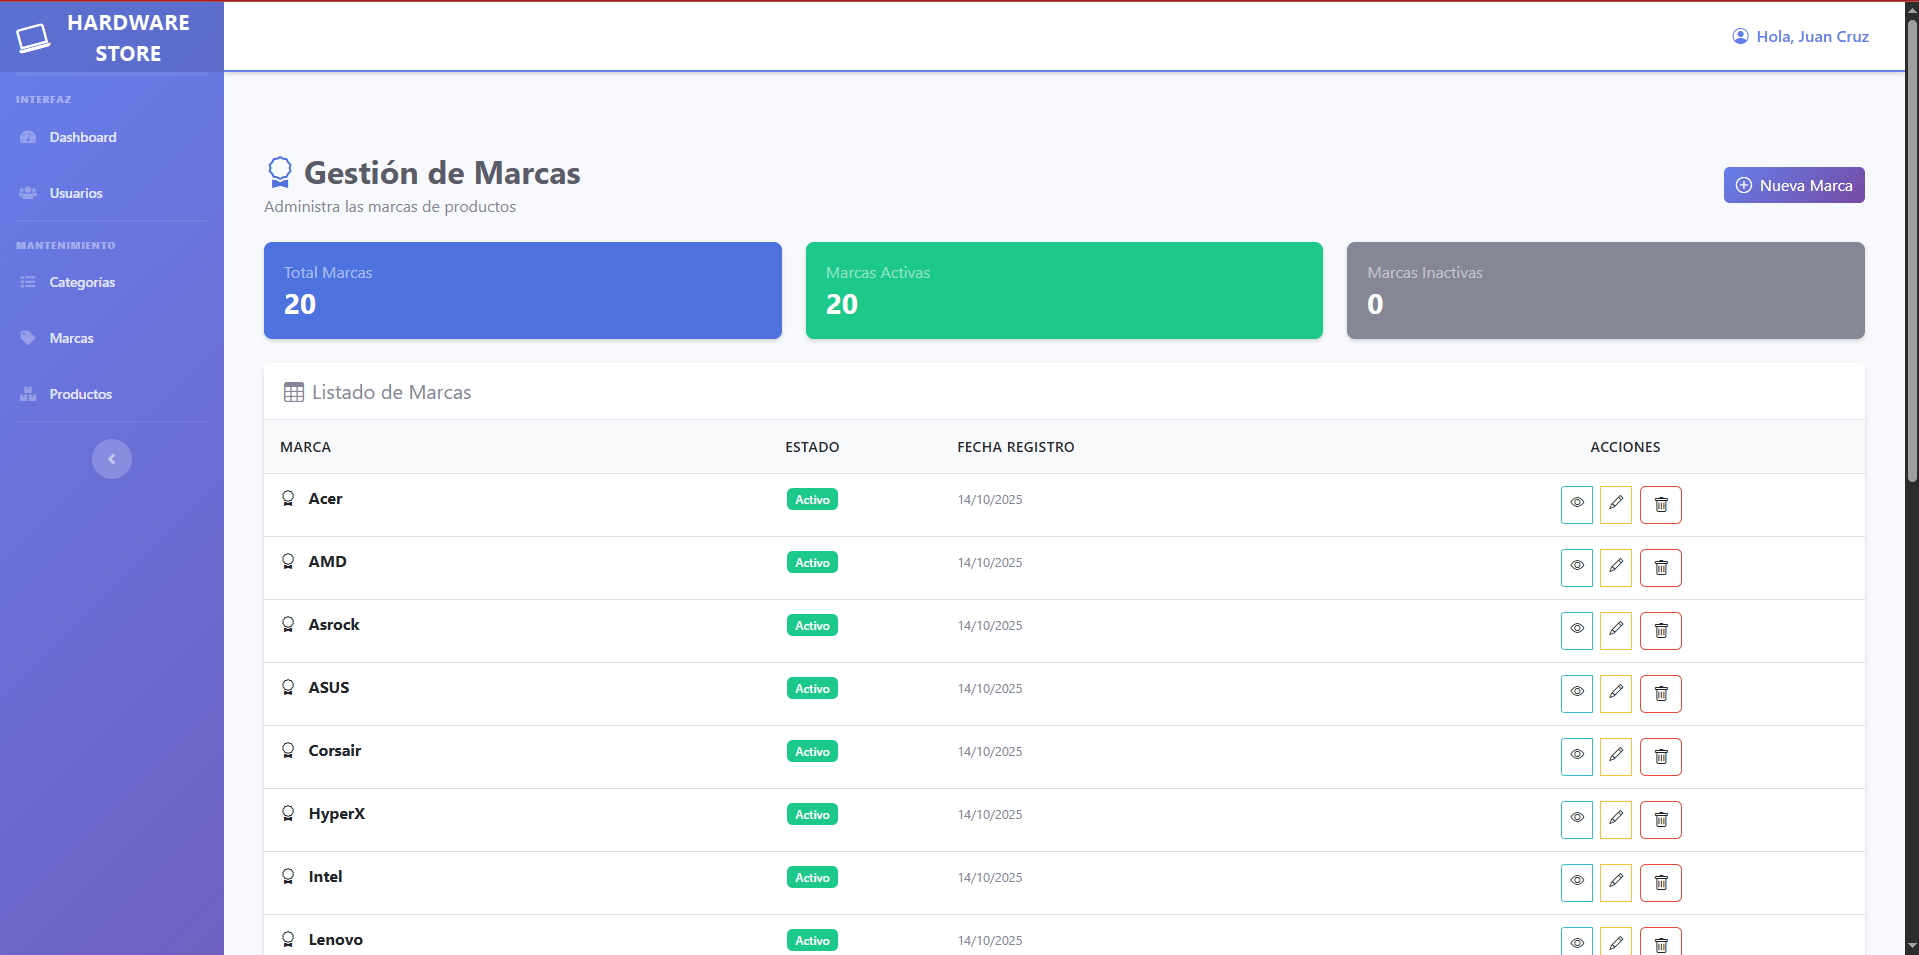 HARDWARE
STORE
Hola, Juan Cruz
INTERFAZ
Dashboard
Usuarios
MANTENIMIENTO
Categorías
Marcas
Productos
Gestión de Marcas
Administra las marcas de productos
Nueva Marca
Total Marcas
20
Marcas Activas
20
Marcas Inactivas
0
Listado de Marcas
MARCA ESTADO FECHA REGISTRO ACCIONES
Acer Activo 14/10/2025
AMD Activo 14/10/2025
Asrock Activo 14/10/2025
ASUS Activo 14/10/2025
Corsair Activo 14/10/2025
HyperX Activo 14/10/2025
Intel Activo 14/10/2025
Lenovo Activo 14/10/2025